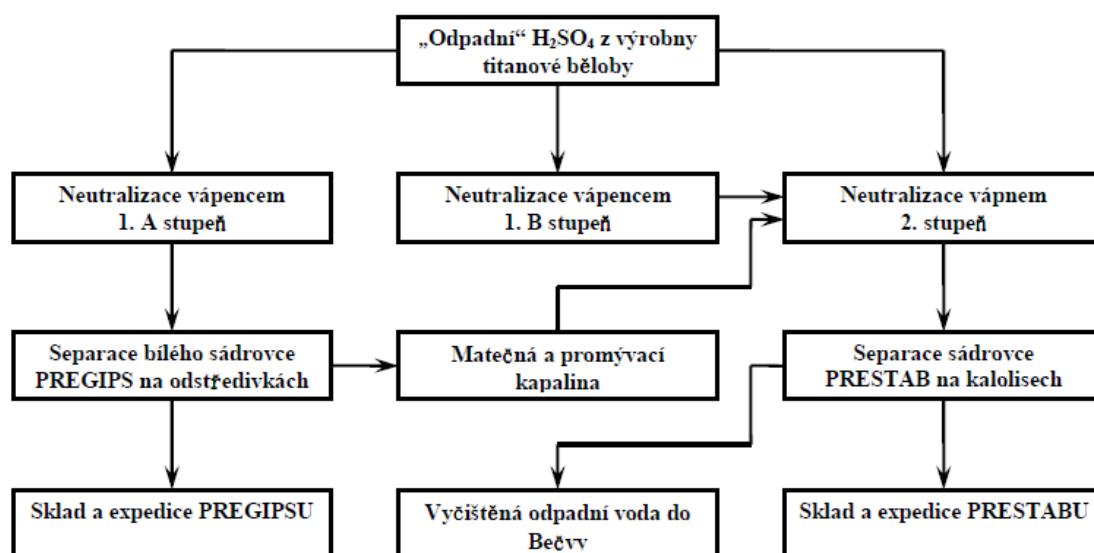 „Odpadní“ H₂SO₄ z výrobny
titanové běloby
Neutralizace vápencem
1. A stupeň
Neutralizace vápencem
1. B stupeň
Neutralizace vápnem
2. stupeň
Separace bílého sádrovce
PREGIPS na odstředivkách
Matečná a promývací
kapalina
Separace sádrovce
PRESTAB na kalolisech
Sklad a expedice PREGIPSU
Vyčištěná odpadní voda do
Bečvy
Sklad a expedice PRESTABU